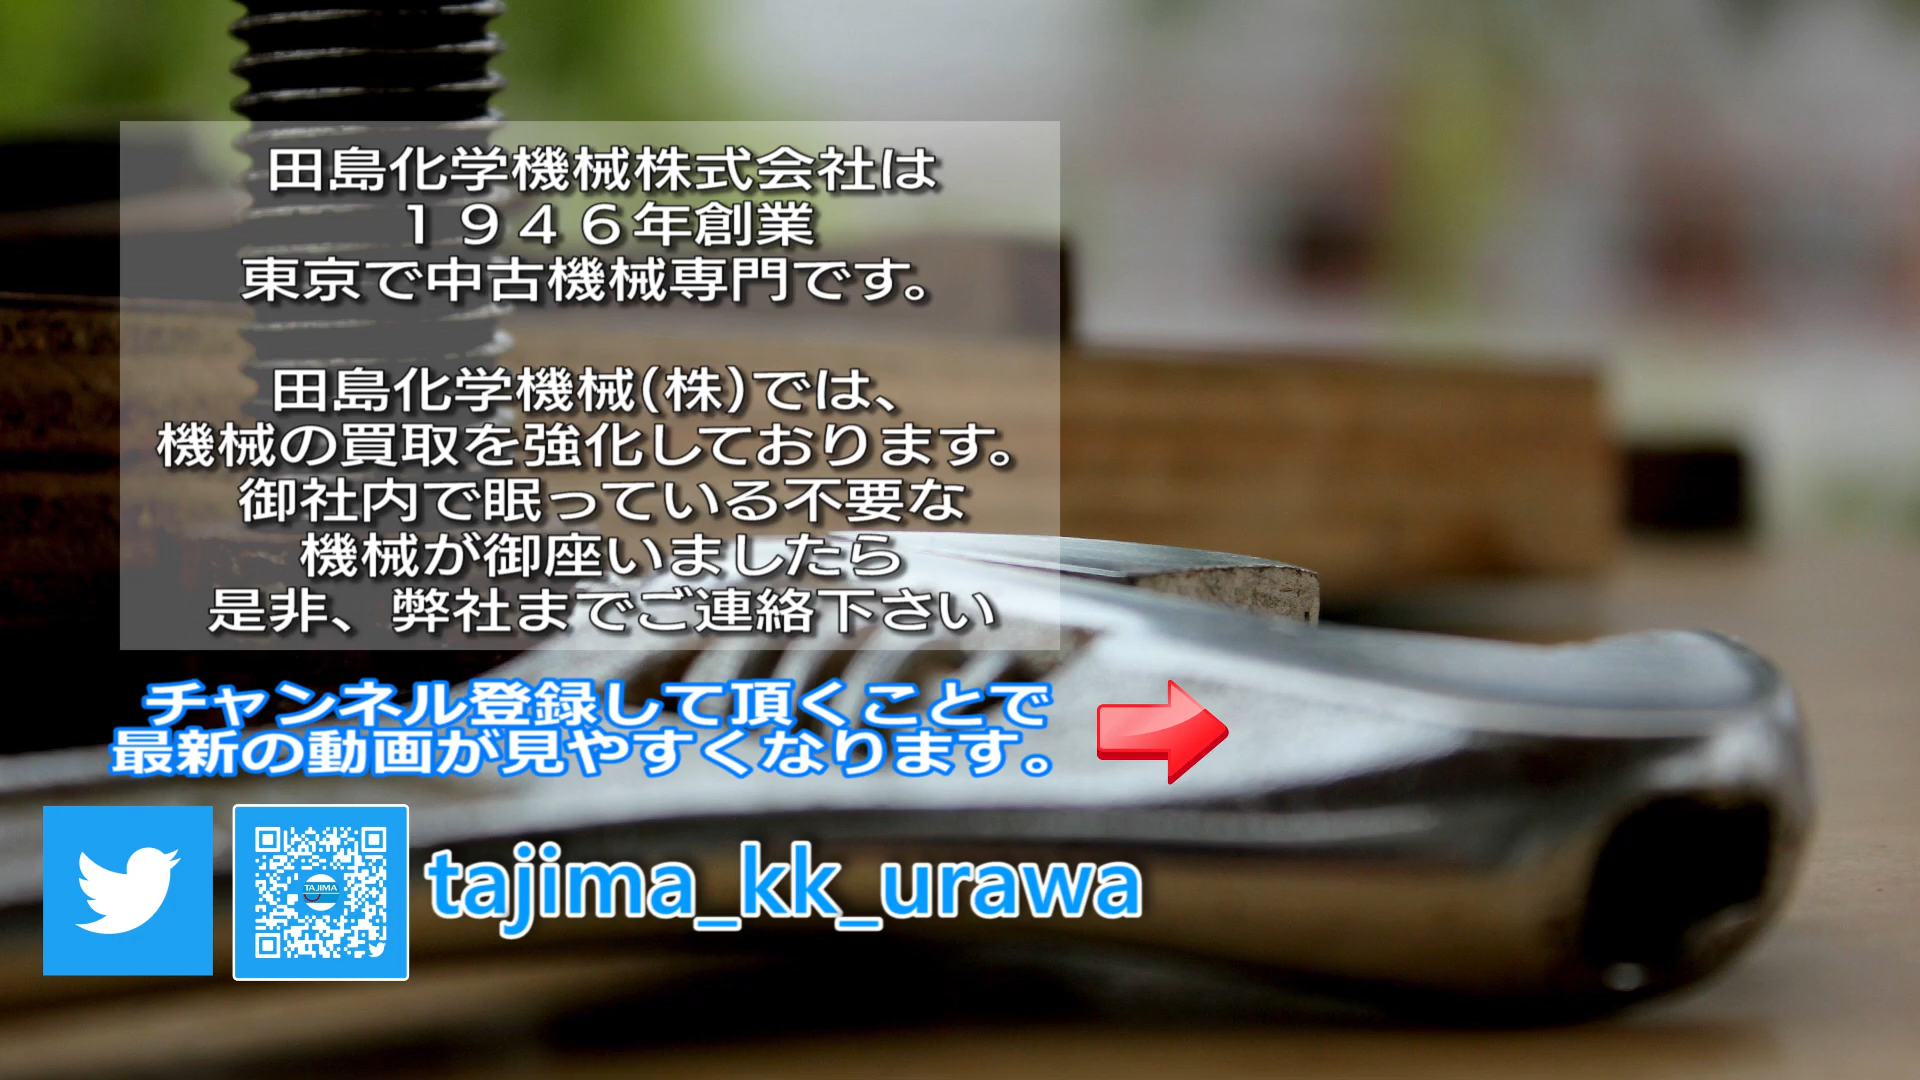 田島化学機械株式会社は
１９４６年創業
東京で中古機械専門です。
田島化学機械(株)では、
機械の買取を強化しております。
御社内で眠っている不要な
機械が御座いましたら
是非、弊社までご連絡下さい
チャンネル登録して頂くことで
最新の動画が見やすくなります。
TAJIMA
tajima_kk_urawa